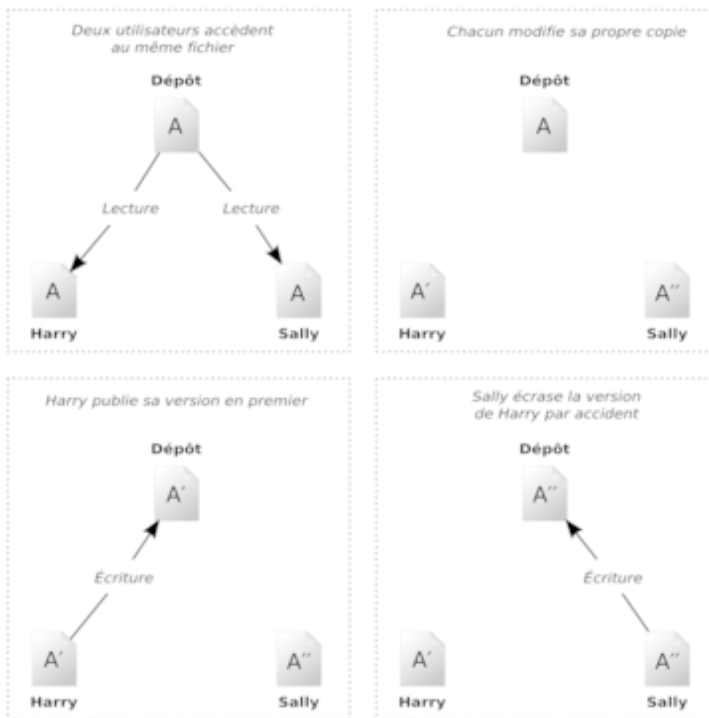 Deux utilisateurs accèdent
au même fichier
Dépôt
A
Lecture
Lecture
A
A
Harry
Sally
Chacun modifie sa propre copie
Dépôt
A
A′
A′′
Harry
Sally
Harry publie sa version en premier
Dépôt
A′
Écriture
A′
A′′
Harry
Sally
Sally écrase la version
de Harry par accident
Dépôt
A′′
Écriture
A′
A′′
Harry
Sally